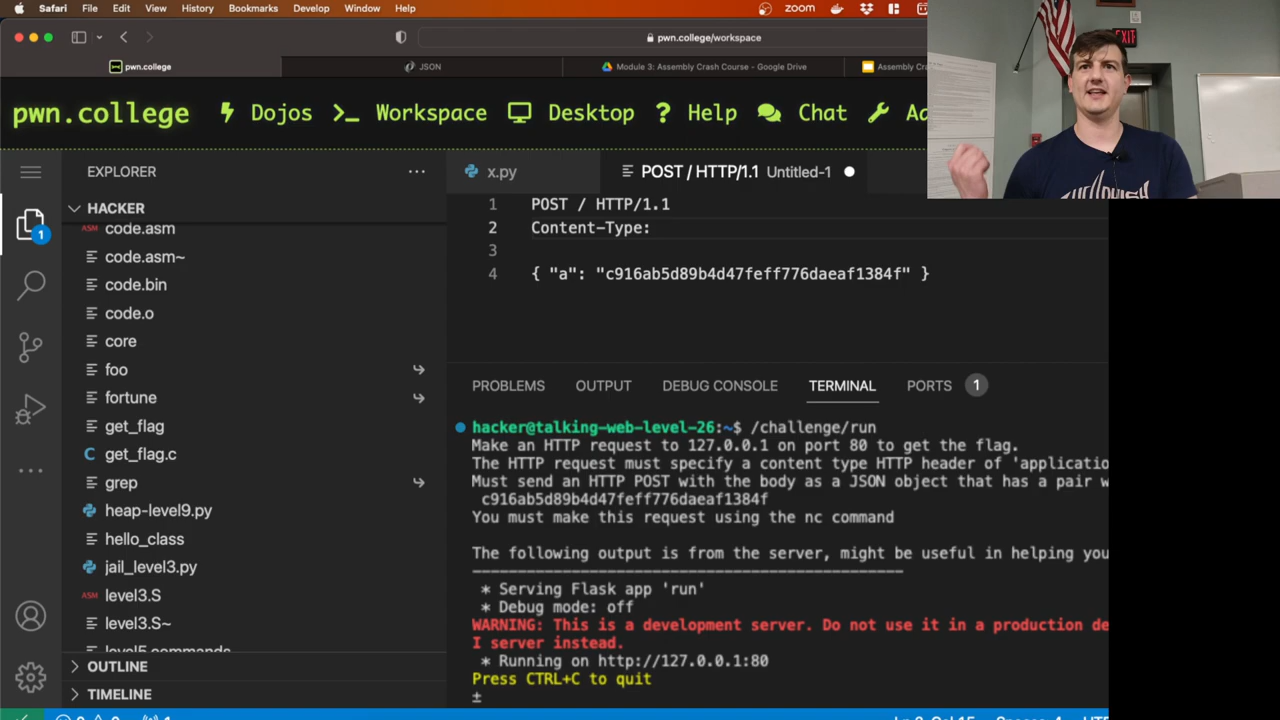 Safari File Edit View History Bookmarks Develop Window Help zoom
pwn.college/workspace
pwn.college JSON Module 3: Assembly Crash Course - Google Drive Assembly Cr
pwn.college Dojos Workspace Desktop ? Help Chat Ad
EXIT
EXPLORER ...
x.py POST / HTTP/1.1 Untitled-1
HACKER
code.asm
code.asm~
code.bin
code.o
core
foo
fortune
get_flag
C get_flag.c
grep
heap-level9.py
hello_class
jail_level3.py
ASM level3.S
level3.S~
level5.commands
OUTLINE
TIMELINE
1
1 POST / HTTP/1.1
2 Content-Type:
3
4 { "a": "c916ab5d89b4d47feff776daeaf1384f" }
PROBLEMS OUTPUT DEBUG CONSOLE TERMINAL PORTS 1
hacker@talking-web-level-26:~$ /challenge/run
Make an HTTP request to 127.0.0.1 on port 80 to get the flag.
The HTTP request must specify a content type HTTP header of 'applicatio
Must send an HTTP POST with the body as a JSON object that has a pair w
c916ab5d89b4d47feff776daeaf1384f
You must make this request using the nc command
The following output is from the server, might be useful in helping you
* Serving Flask app 'run'
* Debug mode: off
WARNING: This is a development server. Do not use it in a production de
I server instead.
* Running on http://127.0.0.1:80
Press CTRL+C to quit